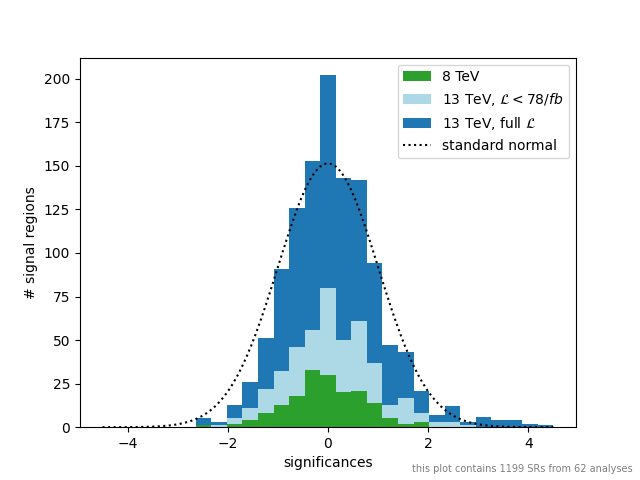 8 TeV
13 TeV, ℒ < 78/fb
13 TeV, full ℒ
standard normal
# signal regions
200
175
150
125
100
75
50
25
0
−4 −2 0 2 4
significances
this plot contains 1199 SRs from 62 analyses